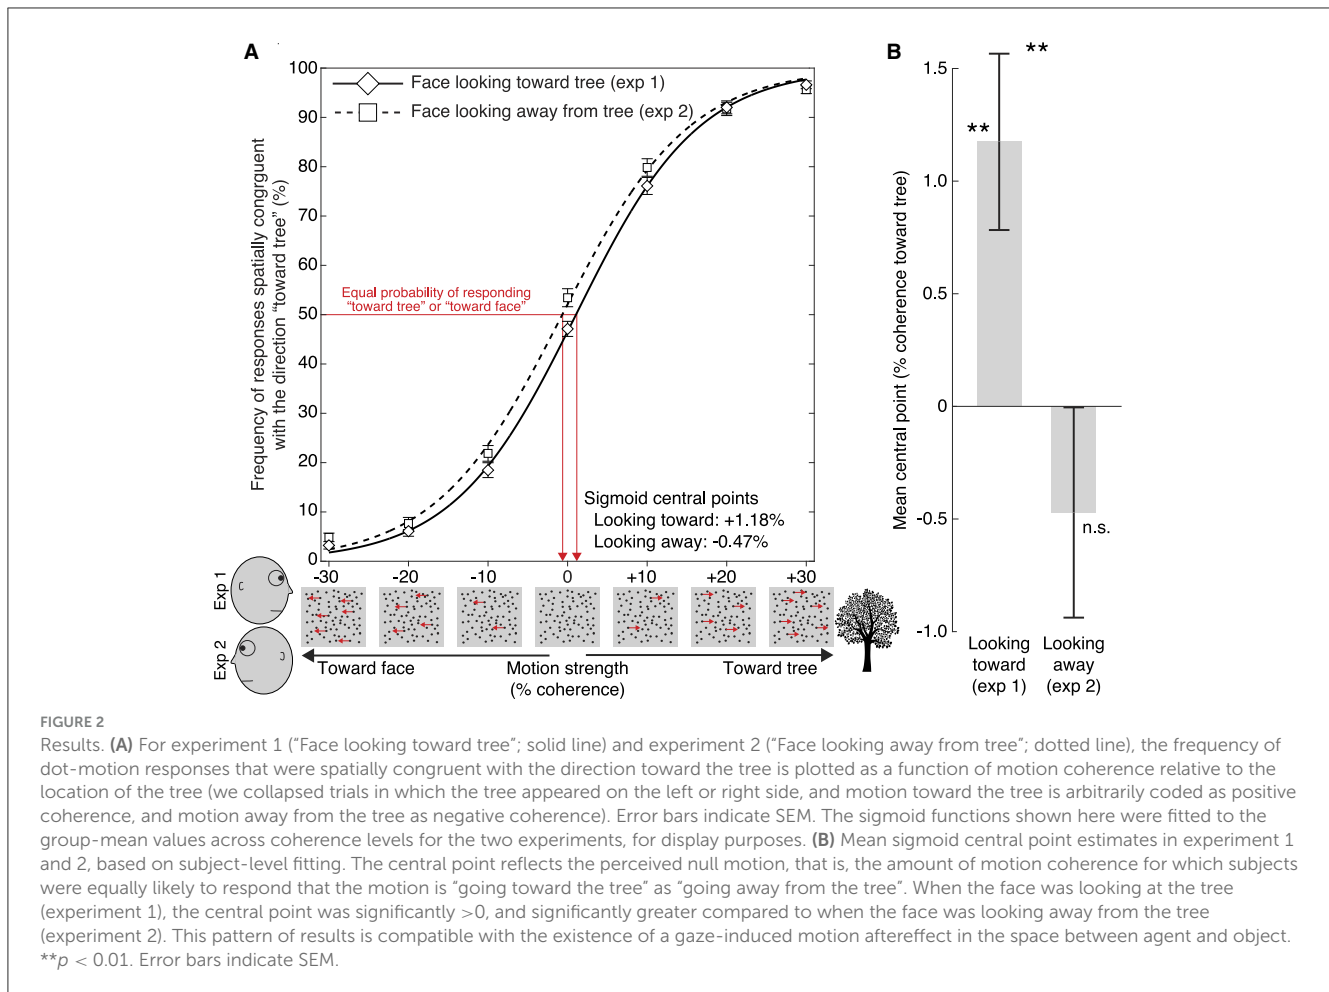 A
Face looking toward tree (exp 1)
Face looking away from tree (exp 2)
Frequency of responses spatially congrguent
with the direction “toward tree” (%)
100
90
80
70
60
50
40
30
20
10
0
Equal probability of responding
“toward tree” or “toward face”
Sigmoid central points
Looking toward: +1.18%
Looking away: -0.47%
-30 -20 -10 0 +10 +20 +30
Exp 1
Exp 2
Toward face
Motion strength
(% coherence)
Toward tree
B
Mean central point (% coherence toward tree)
1.5
1.0
0.5
0
-0.5
-1.0
**
**
n.s.
Looking
toward
(exp 1)
Looking
away
(exp 2)
FIGURE 2
Results. (A) For experiment 1 (“Face looking toward tree”; solid line) and experiment 2 (“Face looking away from tree”; dotted line), the frequency of
dot-motion responses that were spatially congruent with the direction toward the tree is plotted as a function of motion coherence relative to the
location of the tree (we collapsed trials in which the tree appeared on the left or right side, and motion toward the tree is arbitrarily coded as positive
coherence, and motion away from the tree as negative coherence). Error bars indicate SEM. The sigmoid functions shown here were fitted to the
group-mean values across coherence levels for the two experiments, for display purposes. (B) Mean sigmoid central point estimates in experiment 1
and 2, based on subject-level fitting. The central point reflects the perceived null motion, that is, the amount of motion coherence for which subjects
were equally likely to respond that the motion is “going toward the tree” as “going away from the tree”. When the face was looking at the tree
(experiment 1), the central point was significantly >0, and significantly greater compared to when the face was looking away from the tree
(experiment 2). This pattern of results is compatible with the existence of a gaze-induced motion aftereffect in the space between agent and object.
**p < 0.01. Error bars indicate SEM.